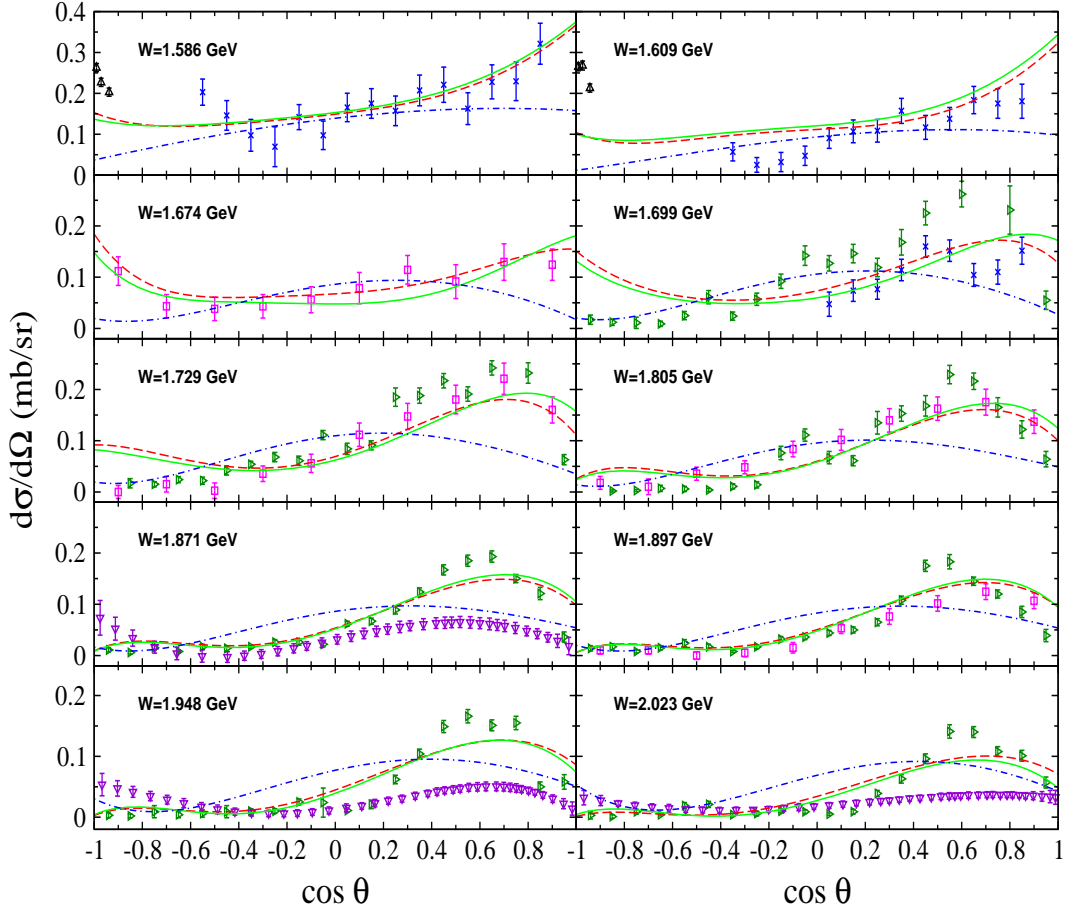 0.4
0.3
0.2
0.1
0
W=1.586 GeV
W=1.609 GeV
0.2
0.1
0
W=1.674 GeV
W=1.699 GeV
dσ/dΩ (mb/sr)
0.2
0.1
0
W=1.729 GeV
W=1.805 GeV
0.2
0.1
0
W=1.871 GeV
W=1.897 GeV
0.2
0.1
0
W=1.948 GeV
W=2.023 GeV
-1 -0.8 -0.6 -0.4 -0.2 0 0.2 0.4 0.6 0.8 -1 -0.8 -0.6 -0.4 -0.2 0 0.2 0.4 0.6 0.8 1
cos θ cos θ